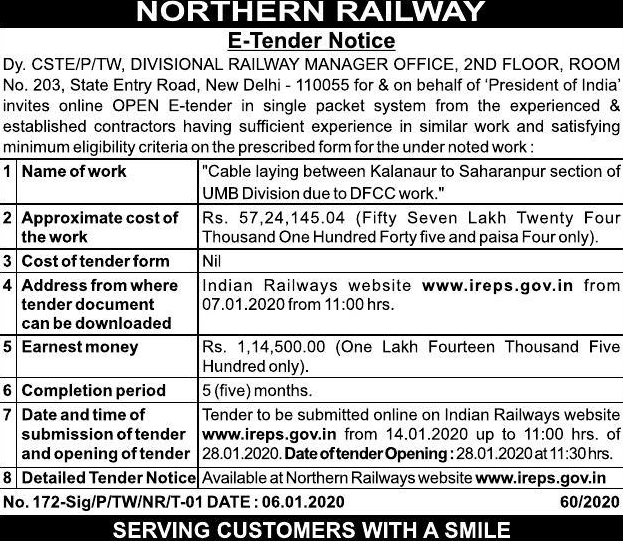 NORTHERN RAILWAY
E-Tender Notice
Dy. CSTE/P/TW, DIVISIONAL RAILWAY MANAGER OFFICE, 2ND FLOOR, ROOM
No. 203, State Entry Road, New Delhi - 110055 for & on behalf of ‘President of India’
invites online OPEN E-tender in single packet system from the experienced &
established contractors having sufficient experience in similar work and satisfying
minimum eligibility criteria on the prescribed form for the under noted work :
1 Name of work "Cable laying between Kalanaur to Saharanpur section of
UMB Division due to DFCC work."
2 Approximate cost of Rs. 57,24,145.04 (Fifty Seven Lakh Twenty Four
the work Thousand One Hundred Forty five and paisa Four only).
3 Cost of tender form Nil
4 Address from where Indian Railways website www.ireps.gov.in from
tender document 07.01.2020 from 11:00 hrs.
can be downloaded
5 Earnest money Rs. 1,14,500.00 (One Lakh Fourteen Thousand Five
Hundred only).
6 Completion period 5 (five) months.
7 Date and time of Tender to be submitted online on Indian Railways website
submission of tender www.ireps.gov.in from 14.01.2020 up to 11:00 hrs. of
and opening of tender 28.01.2020. Date of tender Opening : 28.01.2020 at 11:30 hrs.
8 Detailed Tender Notice Available at Northern Railways website www.ireps.gov.in
No. 172-Sig/P/TW/NR/T-01 DATE : 06.01.2020 60/2020
SERVING CUSTOMERS WITH A SMILE